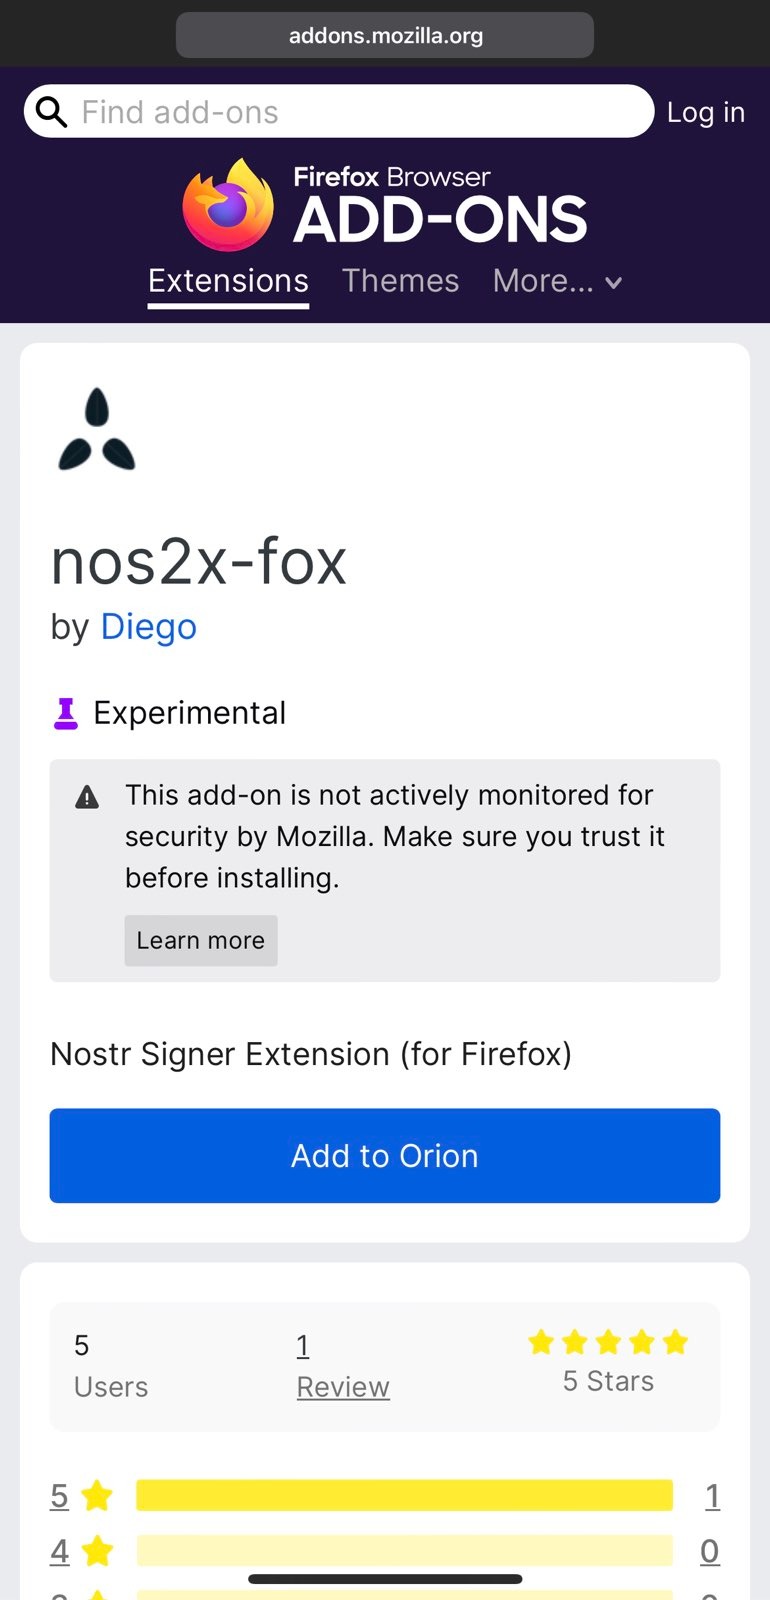 addons.mozilla.org
Find add-ons
Log in
Firefox Browser
ADD-ONS
Extensions Themes More...
nos2x-fox
by Diego
Experimental
This add-on is not actively monitored for
security by Mozilla. Make sure you trust it
before installing.
Learn more
Nostr Signer Extension (for Firefox)
Add to Orion
5 1
Users Review 5 Stars
5 1
4 0